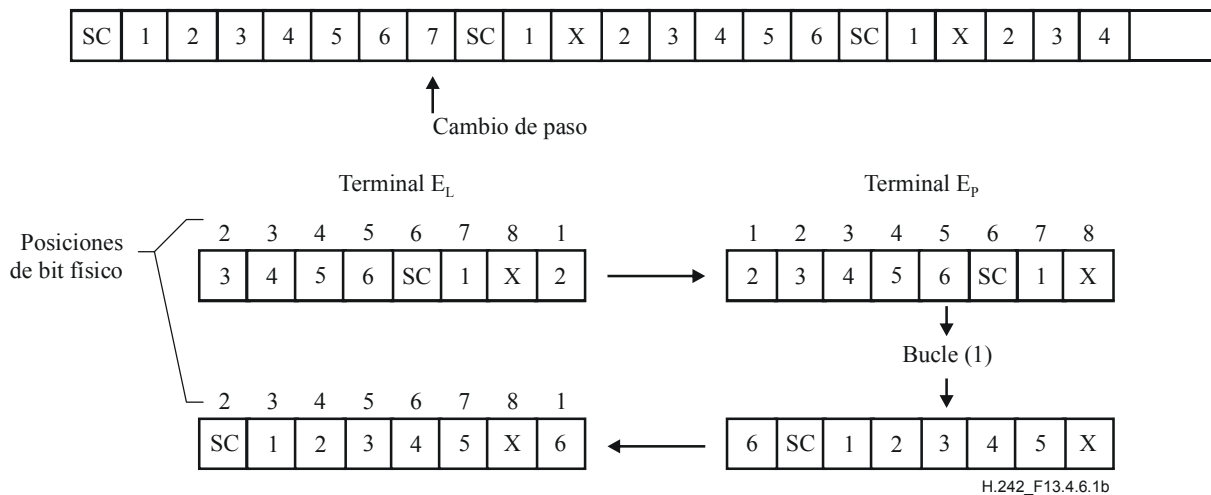 SC 1 2 3 4 5 6 7 SC 1 X 2 3 4 5 6 SC 1 X 2 3 4
Cambio de paso
Terminal E_L
Terminal E_P
Posiciones
de bit físico
2 3 4 5 6 7 8 1
3 4 5 6 SC 1 X 2
1 2 3 4 5 6 7 8
2 3 4 5 6 SC 1 X
Bucle (1)
2 3 4 5 6 7 8 1
SC 1 2 3 4 5 X 6
6 SC 1 2 3 4 5 X
H.242_F13.4.6.1b